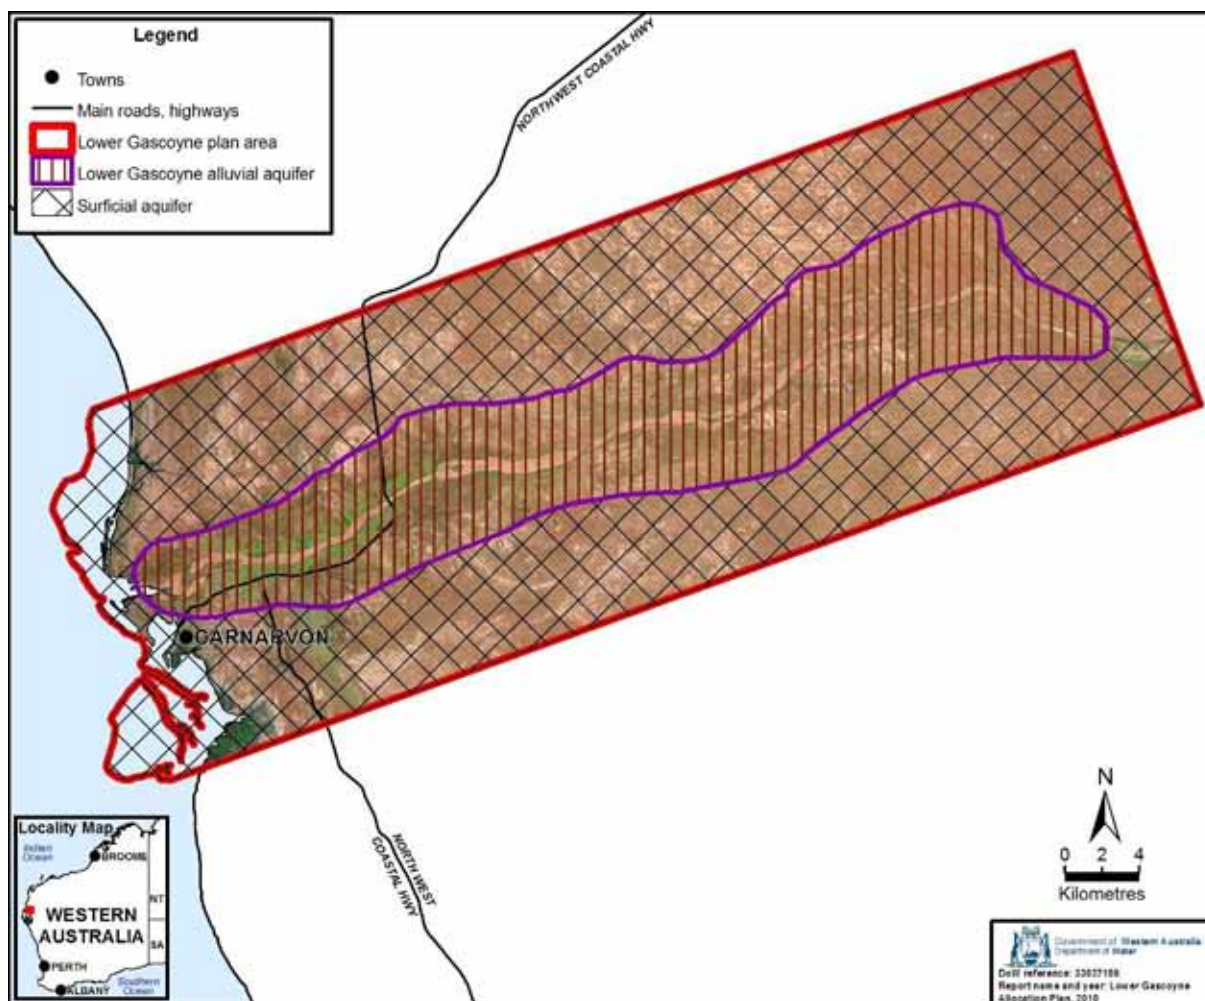 Legend
Towns
Main roads, highways
Lower Gascoyne plan area
Lower Gascoyne alluvial aquifer
Surficial aquifer
NORTH WEST COASTAL HWY
CARNARVON
NORTH WEST
COASTAL HWY
N
0 2 4
Kilometres
Locality Map
Indian
Ocean
BROOME
NT
WESTERN
AUSTRALIA
SA
PERTH
ALBANY
Southern
Ocean
Government of Western Australia
Department of Water
Report name and year: Lower Gascoyne
Allocation Plan, 2010